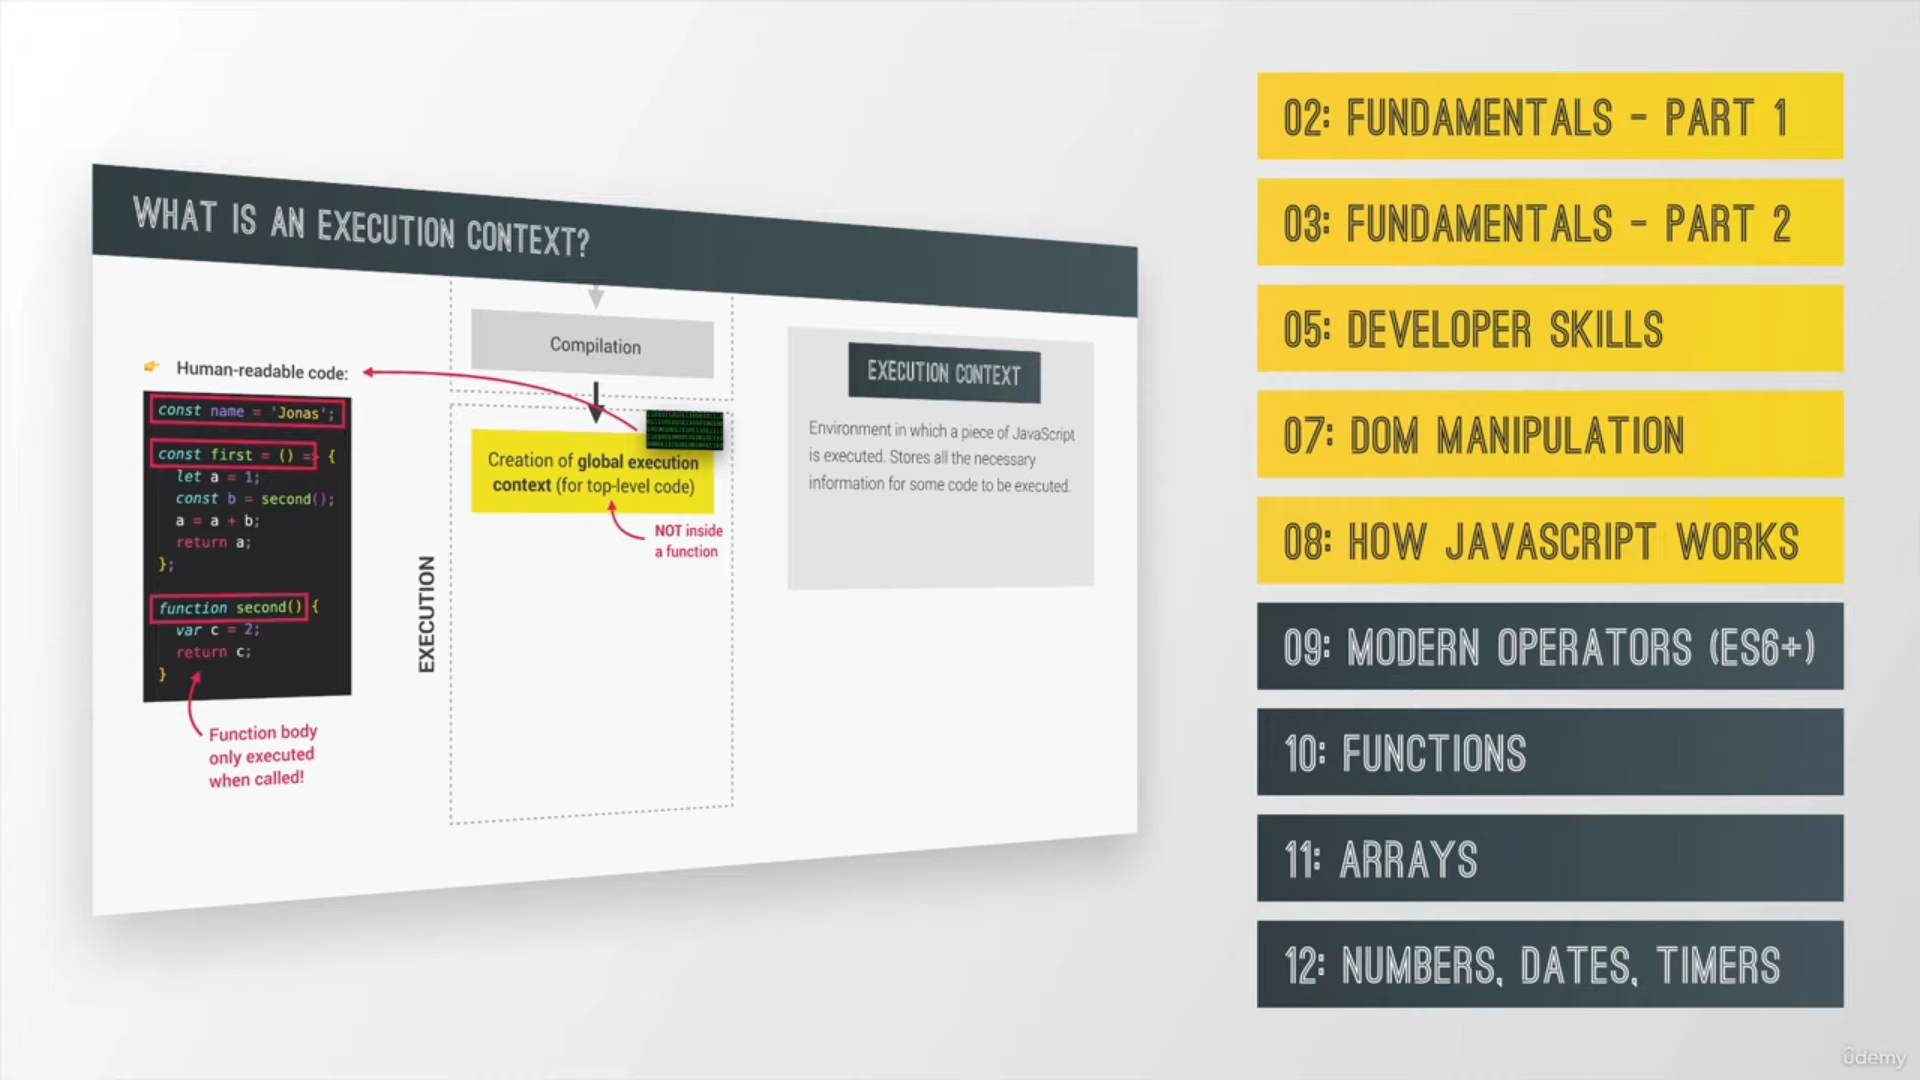 WHAT IS AN EXECUTION CONTEXT?
Human-readable code:
const name = 'Jonas';
const first = () => {
let a = 1;
const b = second();
a = a + b;
return a;
};
function second() {
var c = 2;
return c;
}
Function body
only executed
when called!
EXECUTION
Compilation
Creation of global execution
context (for top-level code)
NOT inside
a function
EXECUTION CONTEXT
Environment in which a piece of JavaScript
is executed. Stores all the necessary
information for some code to be executed.
02: FUNDAMENTALS - PART 1
03: FUNDAMENTALS - PART 2
05: DEVELOPER SKILLS
07: DOM MANIPULATION
08: HOW JAVASCRIPT WORKS
09: MODERN OPERATORS (ES6+)
10: FUNCTIONS
11: ARRAYS
12: NUMBERS, DATES, TIMERS
ûdemy